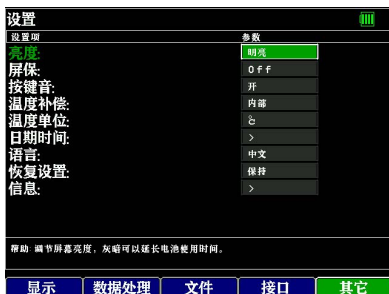 设置
设置项 参数
亮度: 明亮
屏保: Off
按键音: 开
温度补偿: 内部
温度单位: ℃
日期时间: >
语言: 中文
恢复设置: 保持
信息: >
帮助: 调节屏幕亮度, 灰暗可以延长电池使用时间。
显示 数据处理 文件 接口 其它